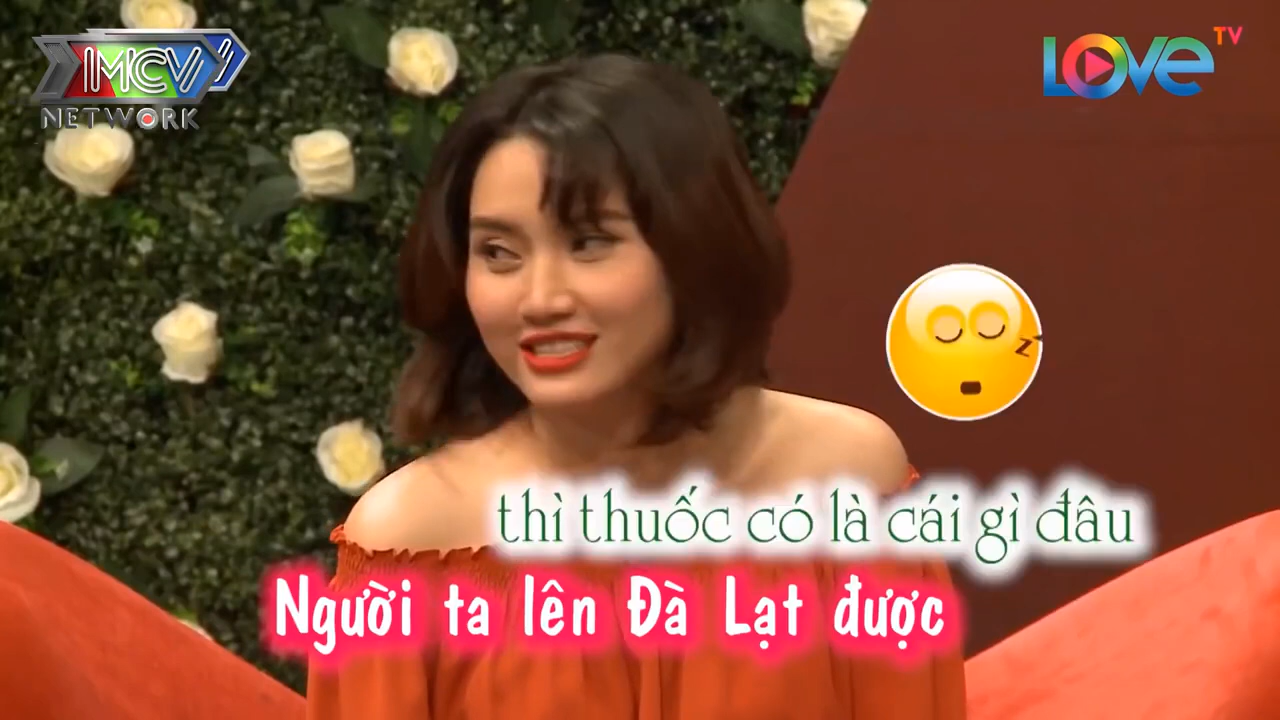 MCV
NETWORK
LOVE TV
z
thì thuốc có là cái gì đâu
Người ta lên Đà Lạt được